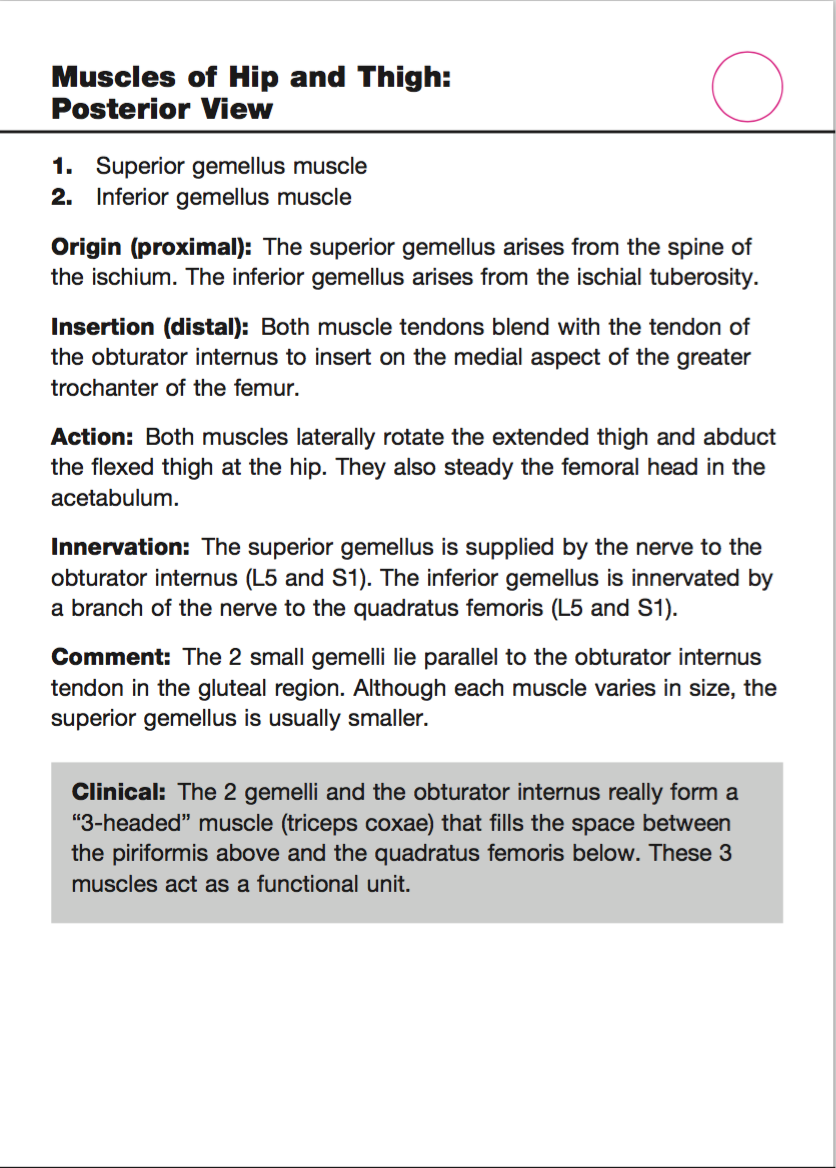 Muscles of Hip and Thigh:
Posterior View
1. Superior gemellus muscle
2. Inferior gemellus muscle
Origin (proximal): The superior gemellus arises from the spine of
the ischium. The inferior gemellus arises from the ischial tuberosity.
Insertion (distal): Both muscle tendons blend with the tendon of
the obturator internus to insert on the medial aspect of the greater
trochanter of the femur.
Action: Both muscles laterally rotate the extended thigh and abduct
the flexed thigh at the hip. They also steady the femoral head in the
acetabulum.
Innervation: The superior gemellus is supplied by the nerve to the
obturator internus (L5 and S1). The inferior gemellus is innervated by
a branch of the nerve to the quadratus femoris (L5 and S1).
Comment: The 2 small gemelli lie parallel to the obturator internus
tendon in the gluteal region. Although each muscle varies in size, the
superior gemellus is usually smaller.
Clinical: The 2 gemelli and the obturator internus really form a
“3-headed” muscle (triceps coxae) that fills the space between
the piriformis above and the quadratus femoris below. These 3
muscles act as a functional unit.